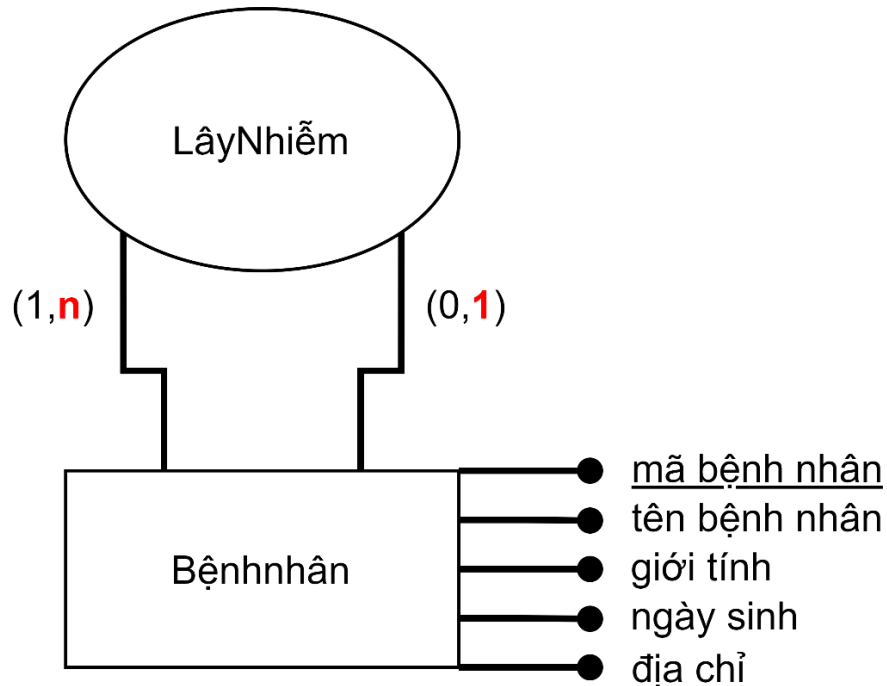 LâyNhiễm
(1,n)
(0,1)
Bệnhnhân
mã bệnh nhân
tên bệnh nhân
giới tính
ngày sinh
địa chỉ